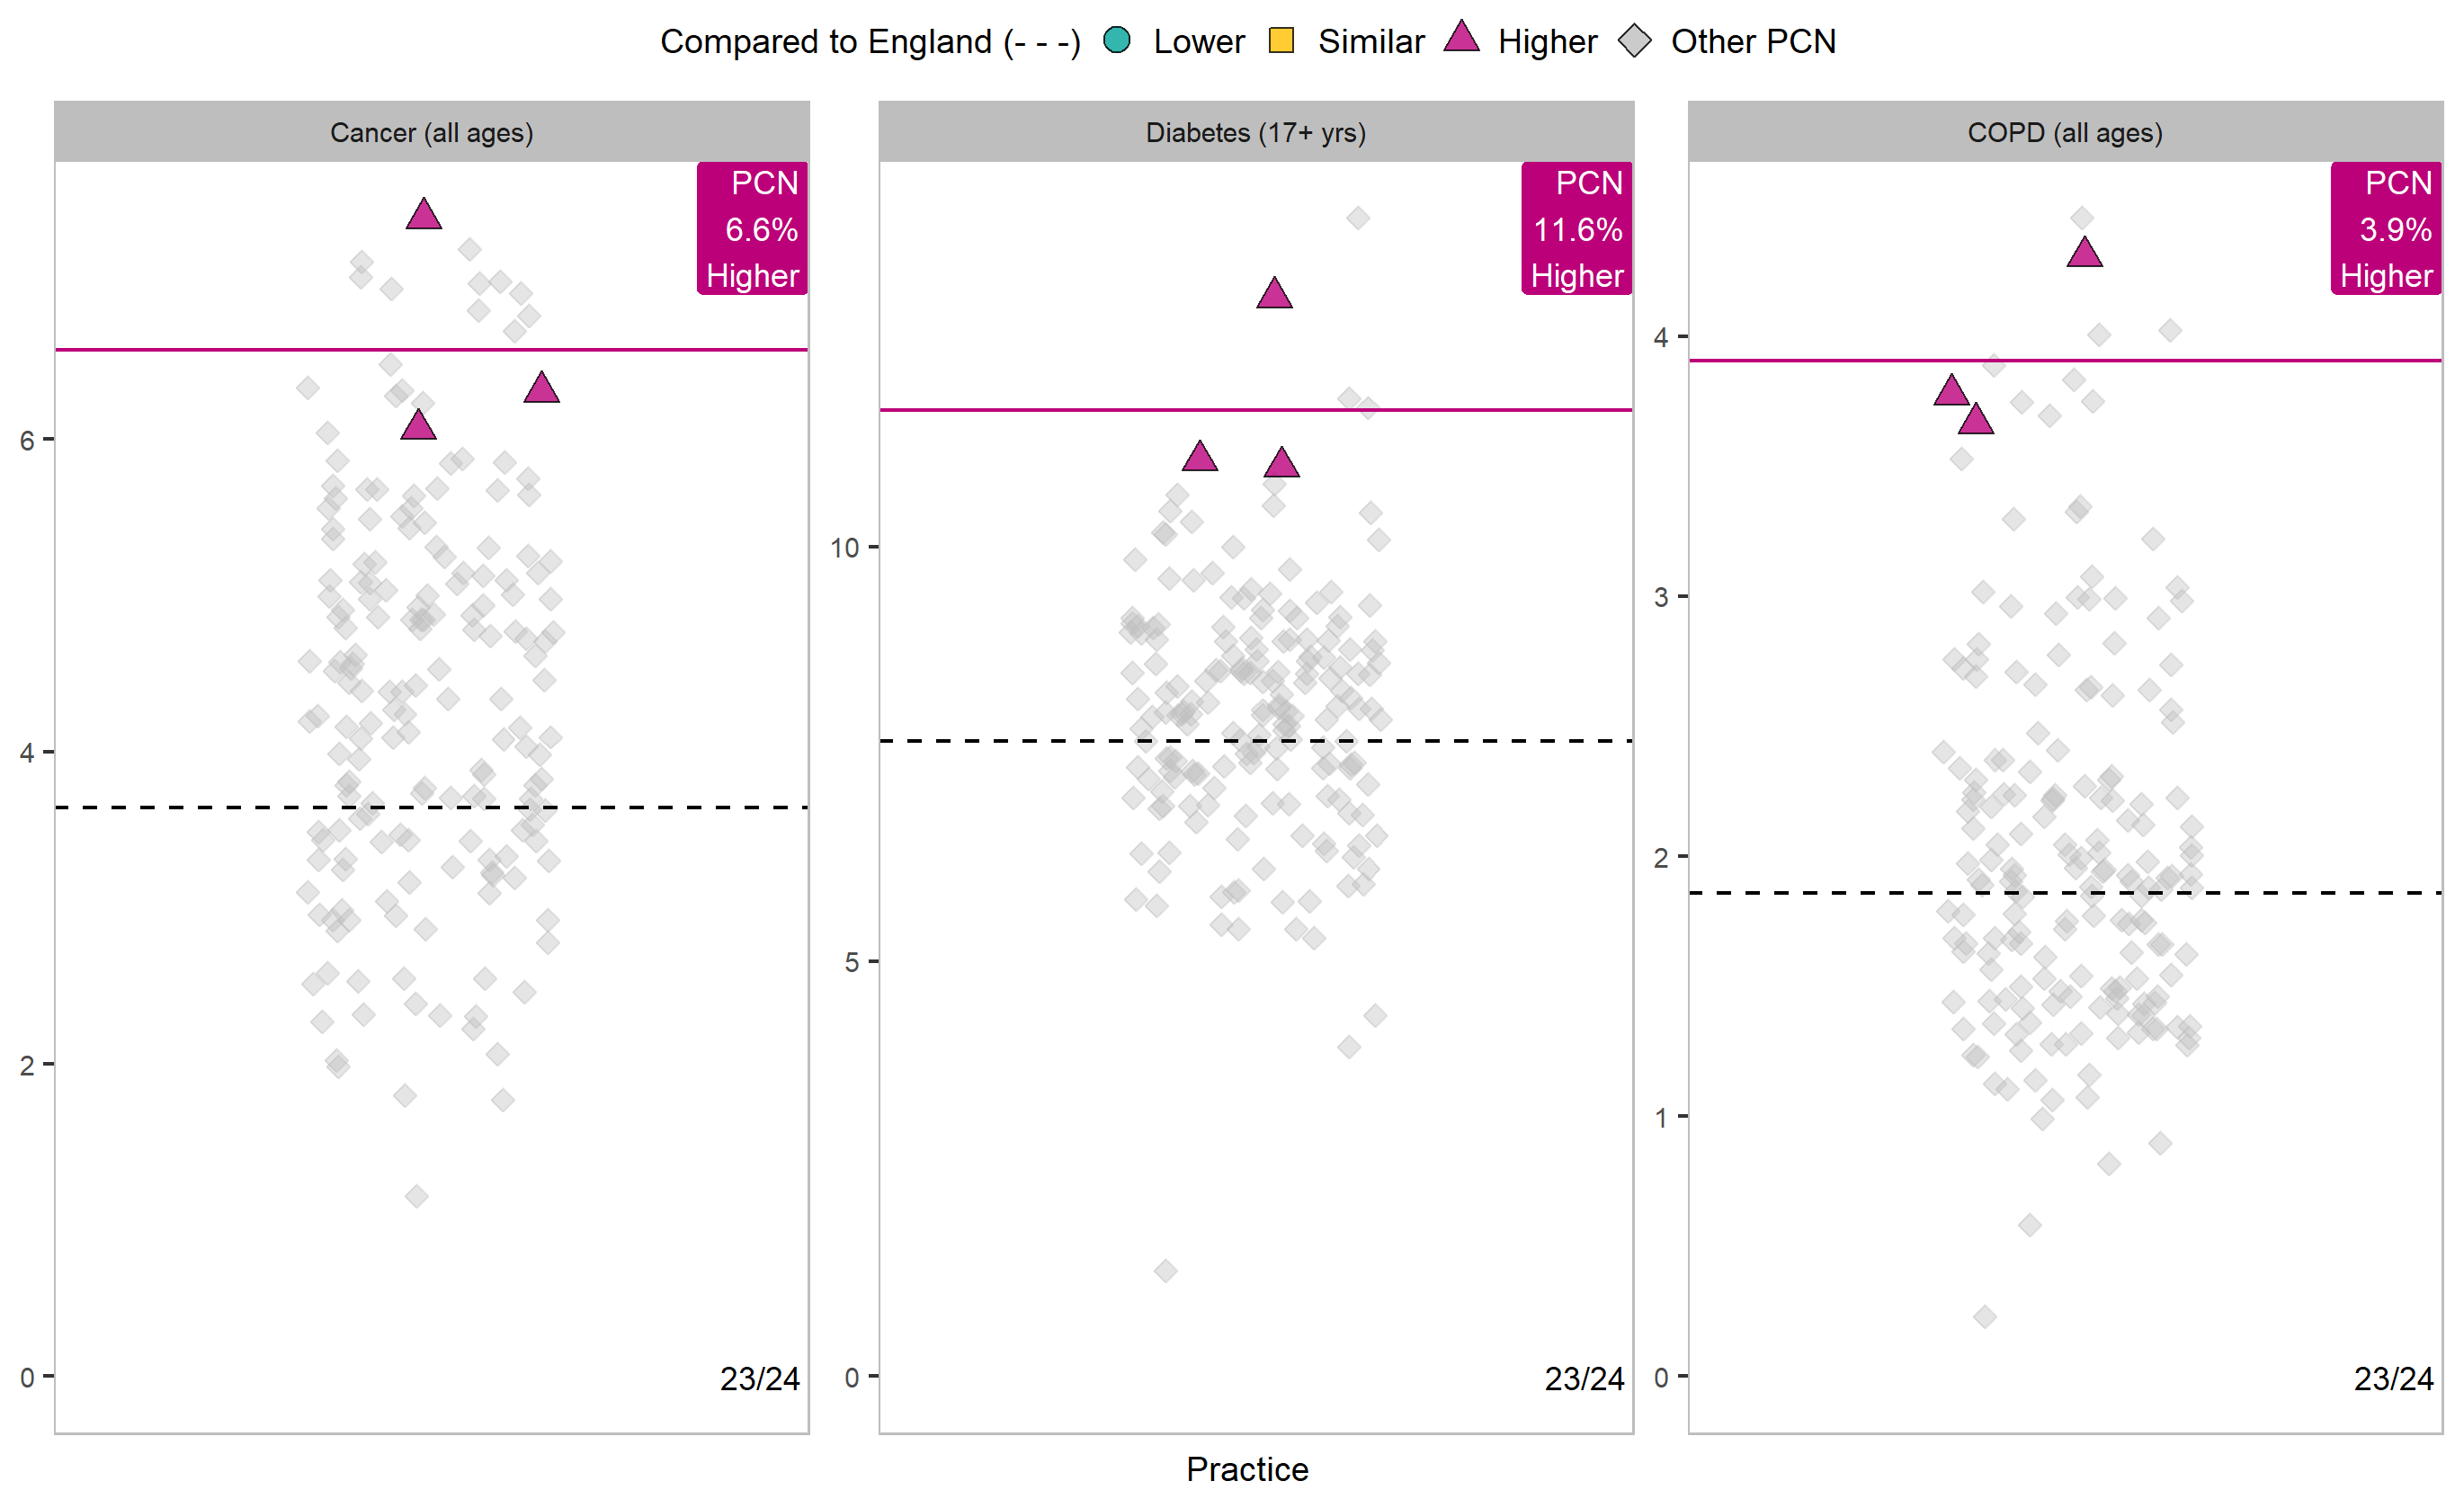 Compared to England (- - -) Lower Similar Higher Other PCN
Cancer (all ages)
PCN
6.6%
Higher
6
4
2
0
23/24
Diabetes (17+ yrs)
PCN
11.6%
Higher
10
5
0
23/24
COPD (all ages)
PCN
3.9%
Higher
4
3
2
1
0
23/24
Practice